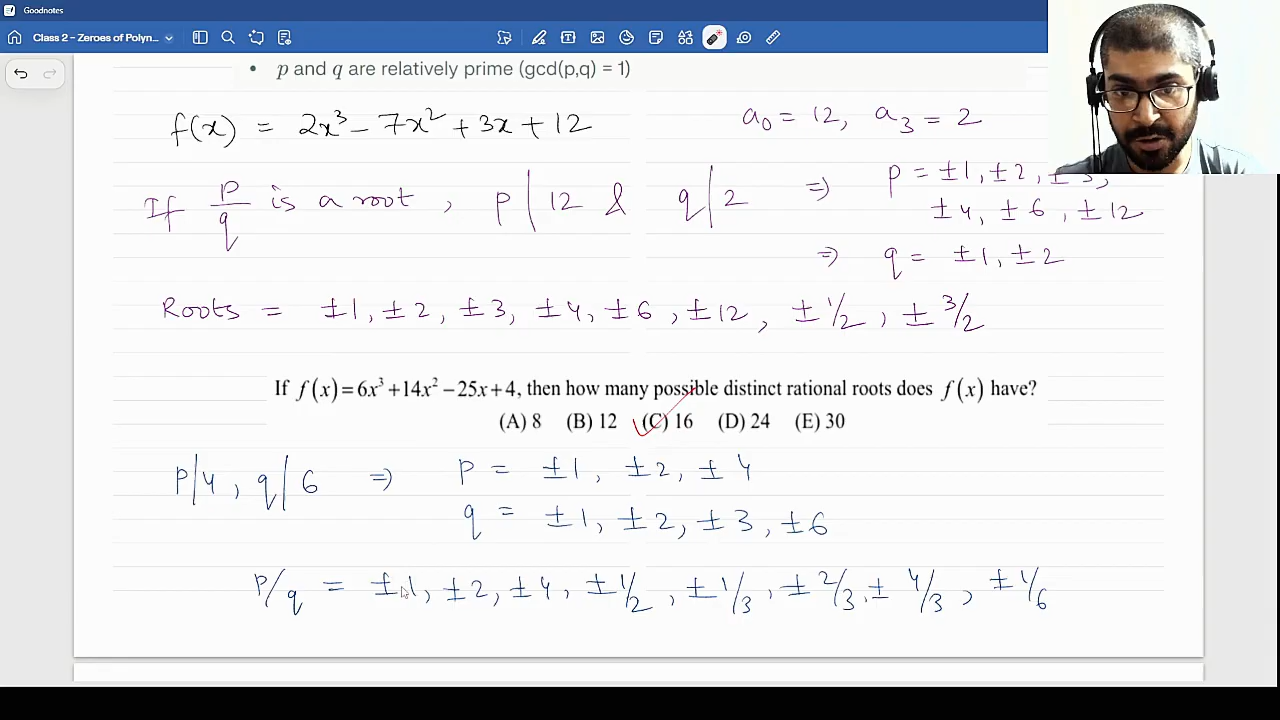 Goodnotes
Class 2 – Zeroes of Polyn...
• p and q are relatively prime (gcd(p,q) = 1)
f(x) = 2x³ - 7x² + 3x + 12
a₀ = 12, a₃ = 2
If p/q is a root, p | 12 & q | 2 ⇒ p = ±1, ±2, ± 3,
± 4, ± 6, ± 12
⇒ q = ±1, ±2
Roots = ±1, ± 2, ± 3, ± 4, ± 6, ± 12, ± 1/2, ± 3/2
If f(x) = 6x³ + 14x² − 25x + 4, then how many possible distinct rational roots does f(x) have?
(A) 8 (B) 12 (C) 16 (D) 24 (E) 30
p|4, q|6 ⇒ p = ±1, ±2, ± 4
q = ±1, ±2, ±3, ±6
p/q = ±1, ±2, ± 4, ± 1/2, ± 1/3, ± 2/3, ± 4/3, ± 1/6